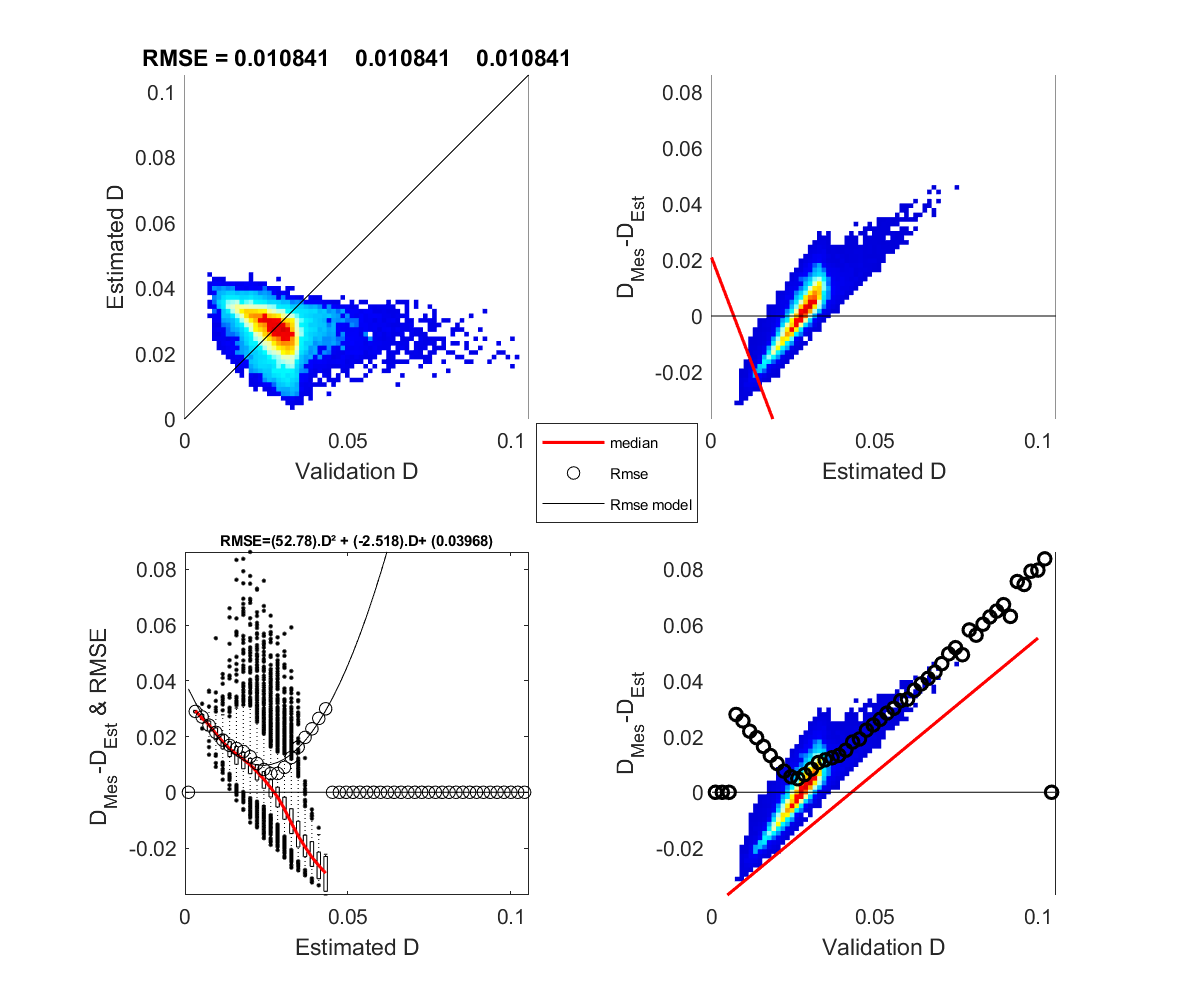 RMSE = 0.010841 0.010841 0.010841
0.1
0.08
0.06
0.04
0.02
0
Estimated D
0 0.05 0.1
Validation D
0.08
0.06
0.04
0.02
0
-0.02
D_Mes-D_Est
0 0.05 0.1
Estimated D
median
Rmse
Rmse model
RMSE=(52.78).D² + (-2.518).D+ (0.03968)
0.08
0.06
0.04
0.02
0
-0.02
D_Mes-D_Est & RMSE
0 0.05 0.1
Estimated D
0.08
0.06
0.04
0.02
0
-0.02
D_Mes-D_Est
0 0.05 0.1
Validation D